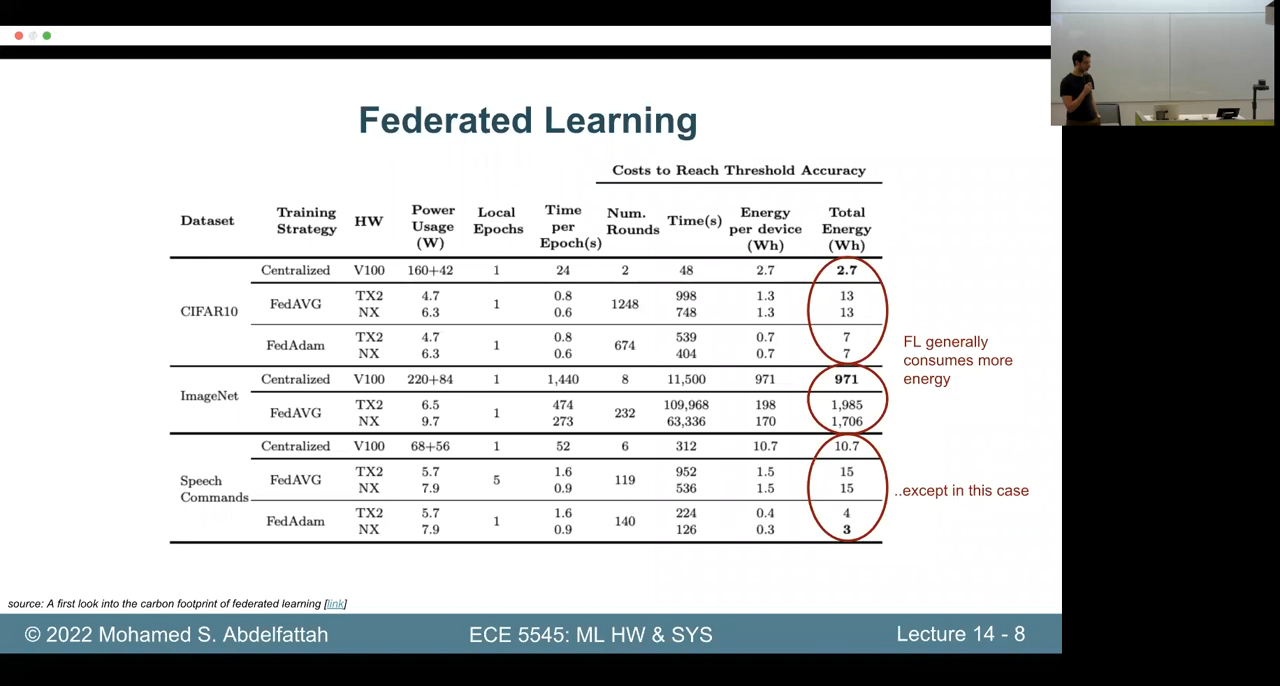 Federated Learning
Costs to Reach Threshold Accuracy
Dataset Training Strategy HW Power Usage (W) Local Epochs Time per Epoch(s) Num. Rounds Time(s) Energy per device (Wh) Total Energy (Wh)
CIFAR10
Centralized V100 160+42 1 24 2 48 2.7 2.7
FedAVG TX2 4.7 1 0.8 1248 998 1.3 13
NX 6.3 0.6 748 1.3 13
FedAdam TX2 4.7 1 0.8 674 539 0.7 7
NX 6.3 0.6 404 0.7 7
FL generally
consumes more
energy
ImageNet
Centralized V100 220+84 1 1,440 8 11,500 971 971
FedAVG TX2 6.5 1 474 232 109,968 198 1,985
NX 9.7 273 63,336 170 1,706
Speech
Commands
Centralized V100 68+56 1 52 6 312 10.7 10.7
FedAVG TX2 5.7 5 1.6 119 952 1.5 15
NX 7.9 0.9 536 1.5 15
..except in this case
FedAdam TX2 5.7 1 1.6 140 224 0.4 4
NX 7.9 0.9 126 0.3 3
source: A first look into the carbon footprint of federated learning [link]
© 2022 Mohamed S. Abdelfattah
ECE 5545: ML HW & SYS
Lecture 14 - 8